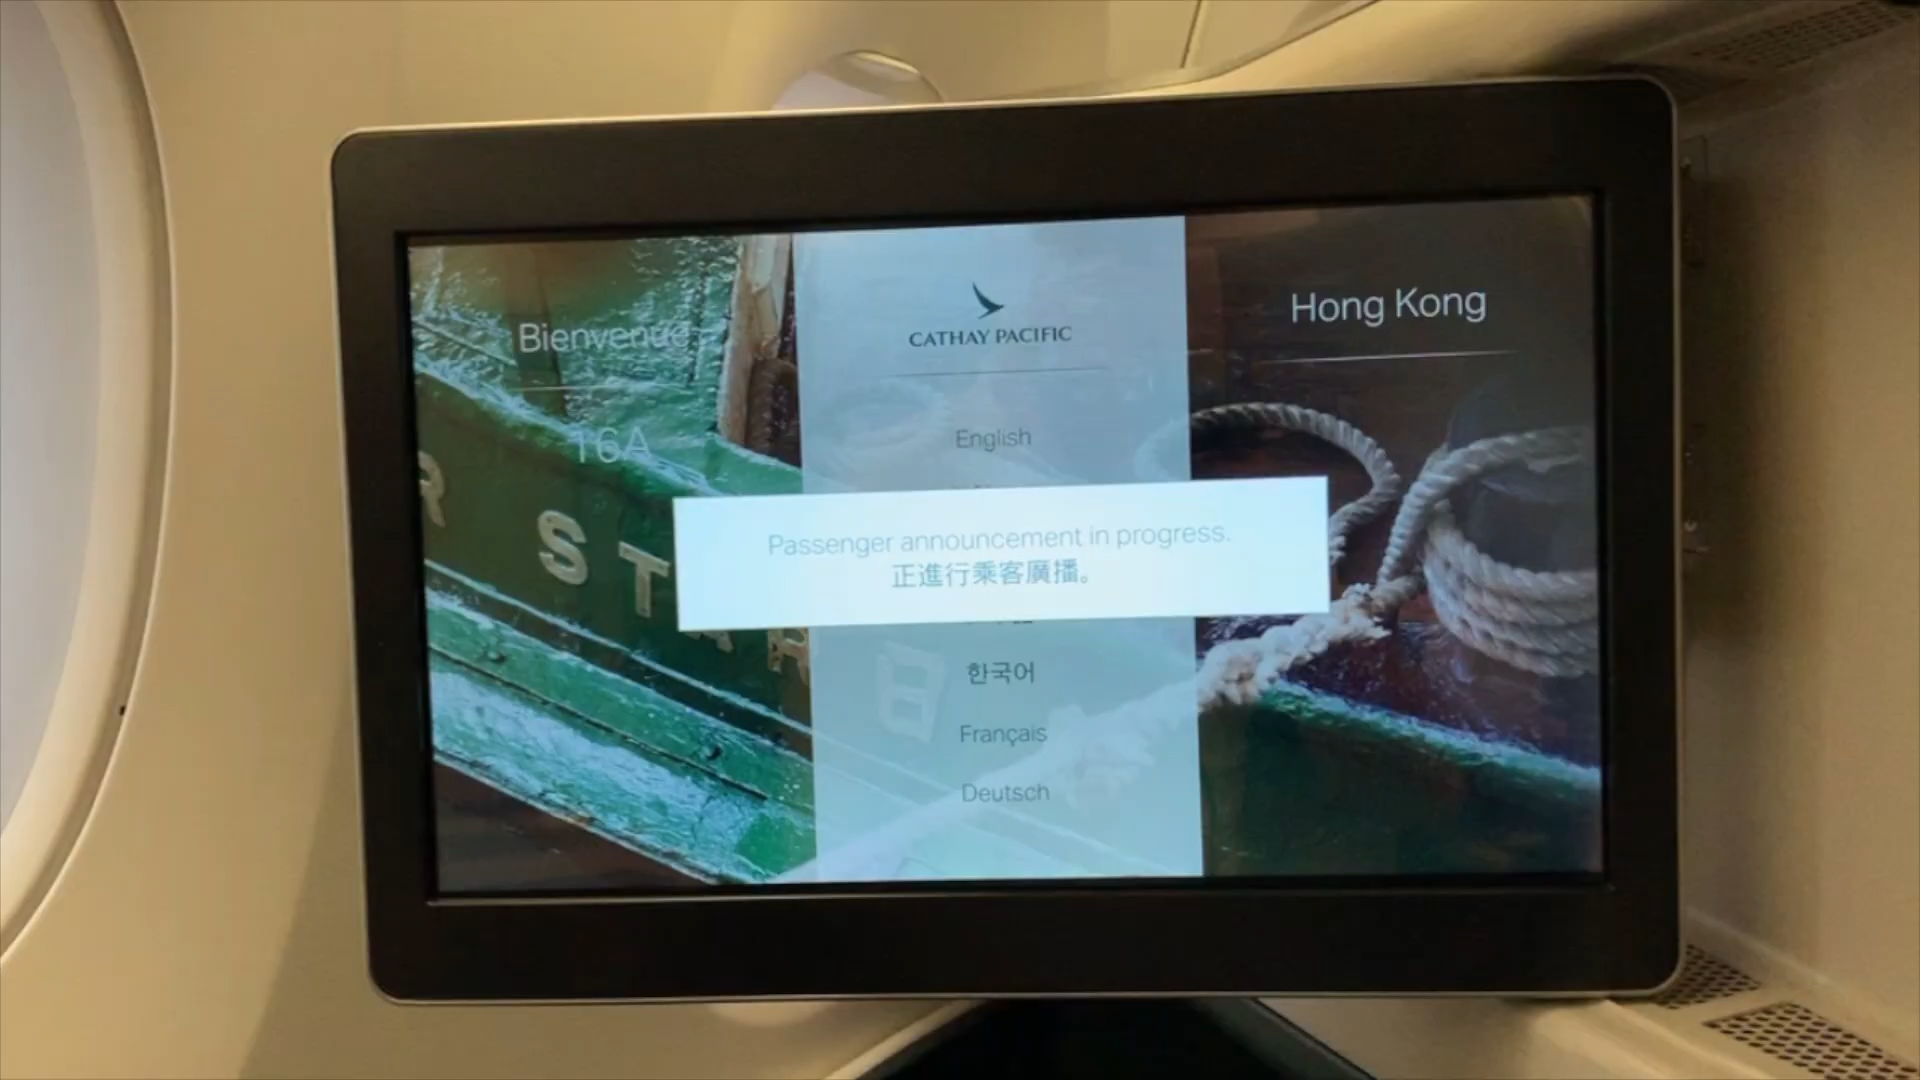 Bienvenue
16A
CATHAY PACIFIC
English
Passenger announcement in progress.
正進行乘客廣播。
한국어
Français
Deutsch
Hong Kong
R STAR